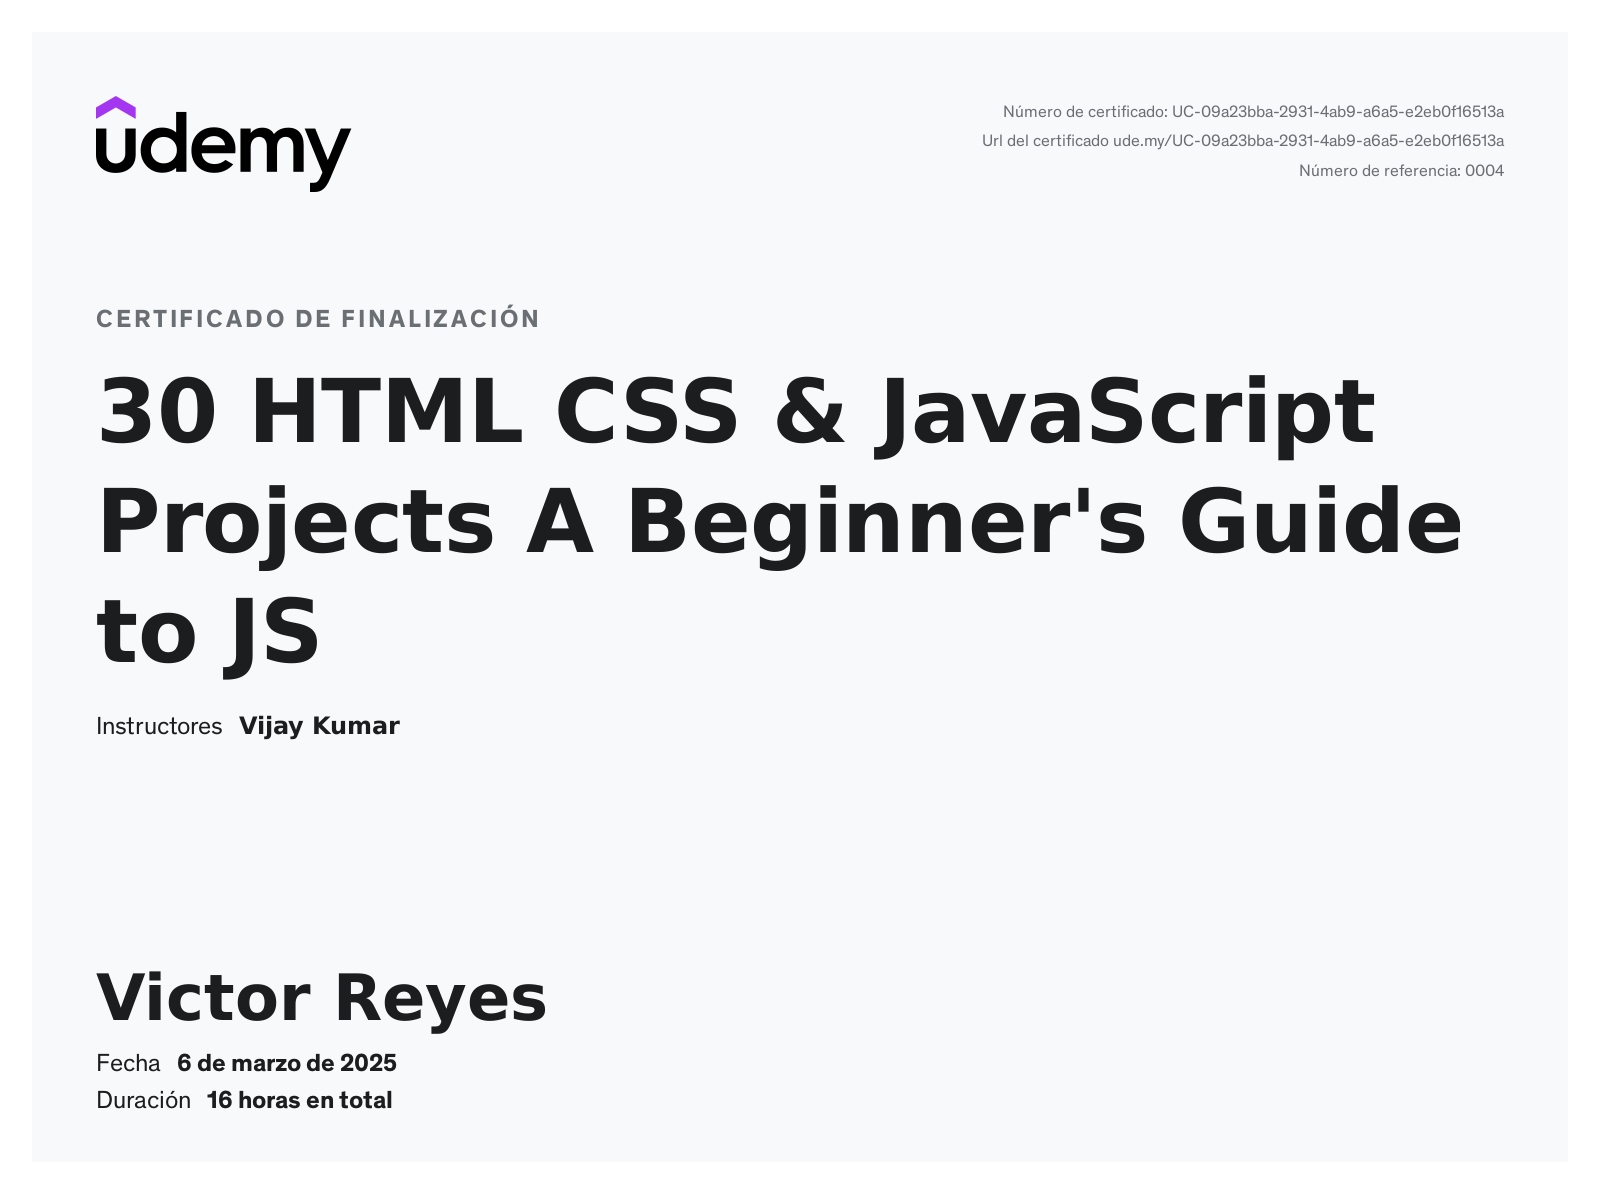 udemy
Número de certificado: UC-09a23bba-2931-4ab9-a6a5-e2eb0f16513a
Url del certificado ude.my/UC-09a23bba-2931-4ab9-a6a5-e2eb0f16513a
Número de referencia: 0004
CERTIFICADO DE FINALIZACIÓN
30 HTML CSS & JavaScript
Projects A Beginner's Guide
to JS
Instructores Vijay Kumar
Victor Reyes
Fecha 6 de marzo de 2025
Duración 16 horas en total